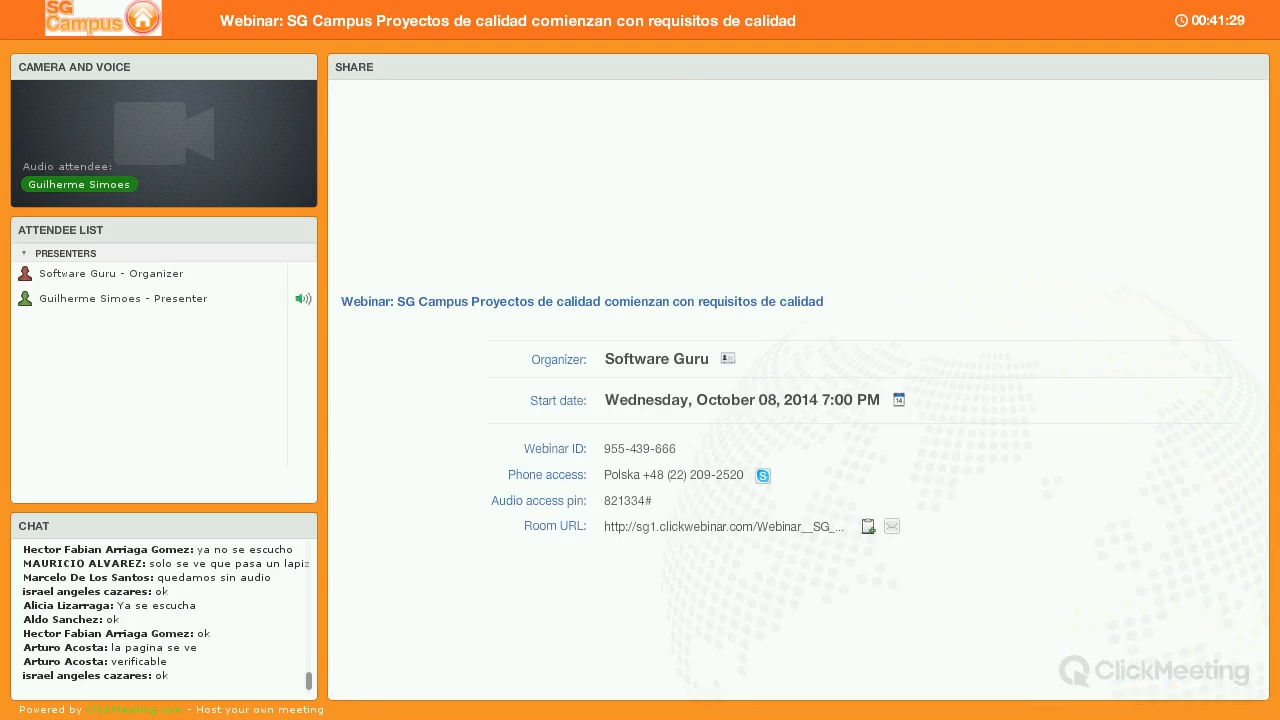 SG Campus
Webinar: SG Campus Proyectos de calidad comienzan con requisitos de calidad
00:41:29
CAMERA AND VOICE
Audio attendee:
Guilherme Simoes
ATTENDEE LIST
PRESENTERS
Software Guru - Organizer
Guilherme Simoes - Presenter
CHAT
Hector Fabian Arriaga Gomez: ya no se escucho
MAURICIO ALVAREZ: solo se ve que pasa un lapiz
Marcelo De Los Santos: quedamos sin audio
israel angeles cazares: ok
Alicia Lizarraga: Ya se escucha
Aldo Sanchez: ok
Hector Fabian Arriaga Gomez: ok
Arturo Acosta: la pagina se ve
Arturo Acosta: verificable
israel angeles cazares: ok
Powered by ClickMeeting.com - Host your own meeting
SHARE
Webinar: SG Campus Proyectos de calidad comienzan con requisitos de calidad
Organizer: Software Guru
Start date: Wednesday, October 08, 2014 7:00 PM
14
Webinar ID: 955-439-666
Phone access: Polska +48 (22) 209-2520
Audio access pin: 821334#
Room URL: http://sg1.clickwebinar.com/Webinar__SG_...
ClickMeeting